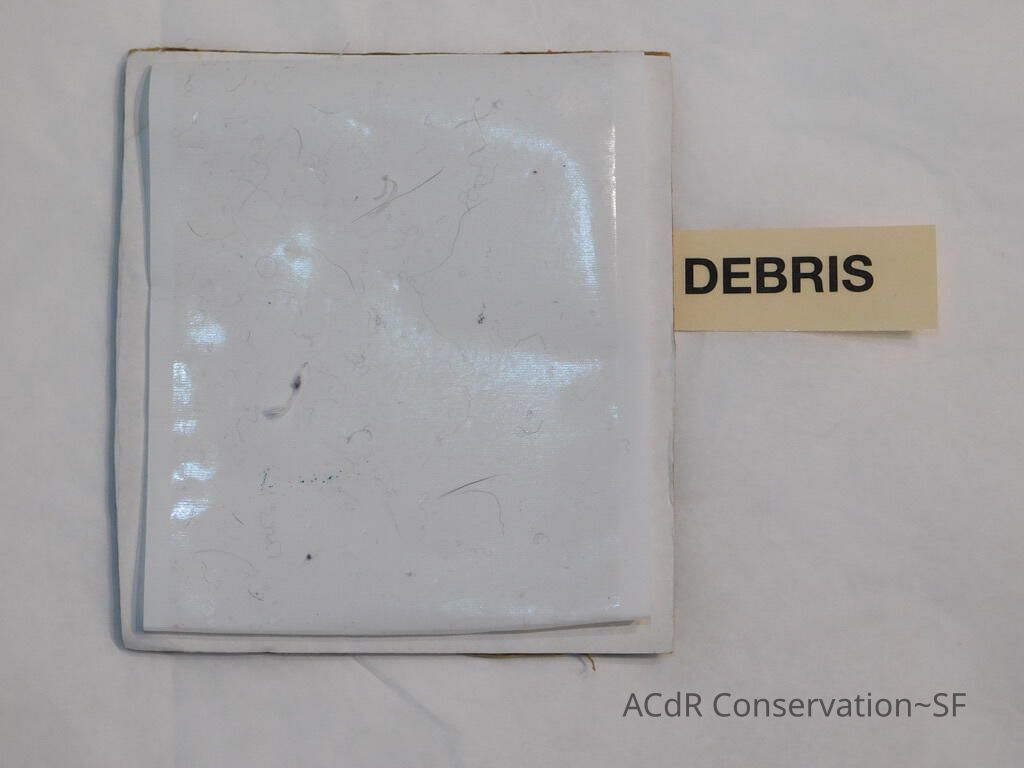 DEBRIS
ACdR Conservation~SF